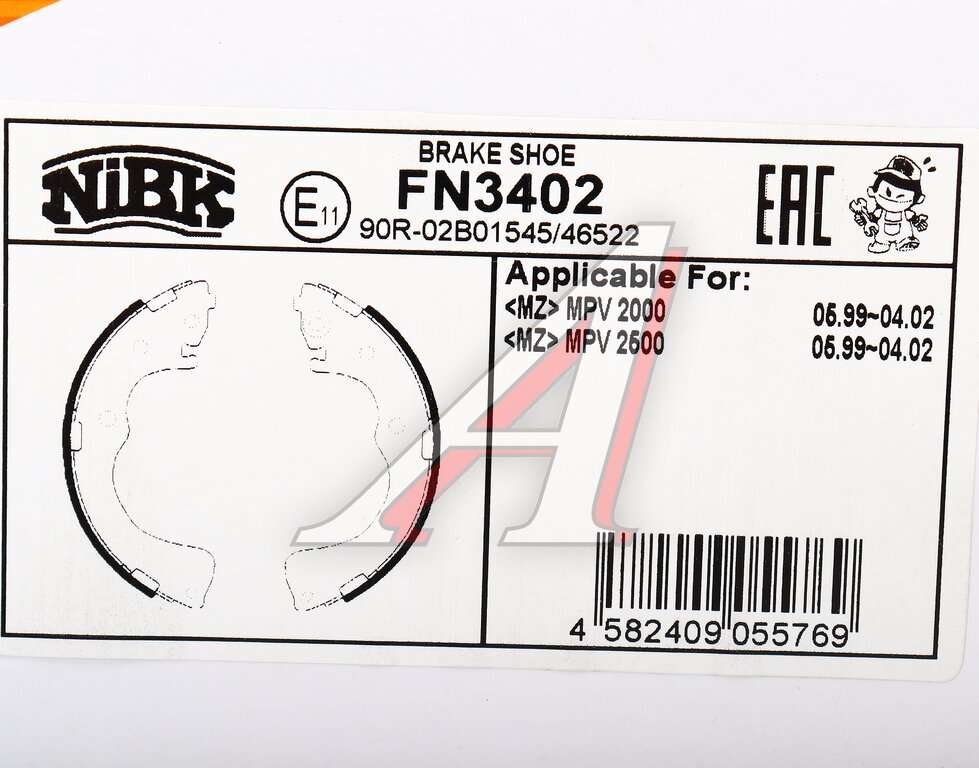 NiBK
E11
BRAKE SHOE
FN3402
90R-02B01545/46522
EAC
Applicable For:
<MZ> MPV 2000 05.99~04.02
<MZ> MPV 2500 05.99~04.02
4 582409 055769